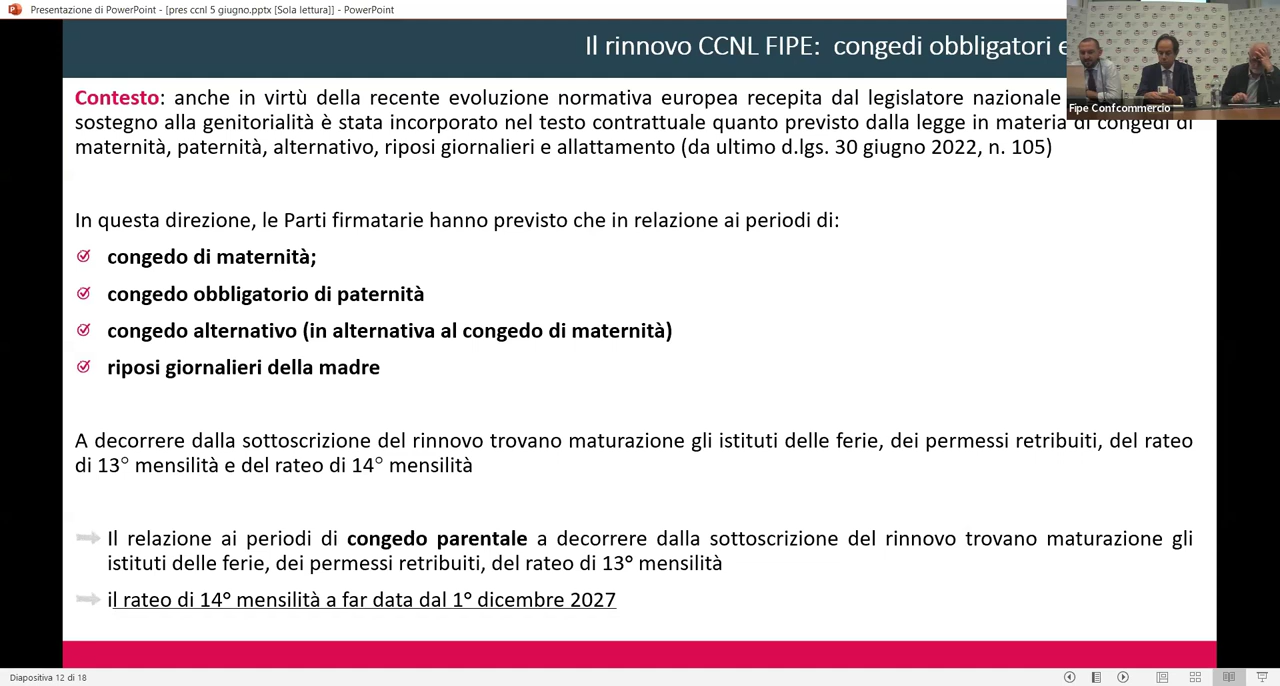 Presentazione di PowerPoint - [pres ccnl 5 giugno.pptx [Sola lettura]] - PowerPoint
Il rinnovo CCNL FIPE: congedi obbligatori e
Fipe Confcommercio
Contesto: anche in virtù della recente evoluzione normativa europea recepita dal legislatore nazionale
sostegno alla genitorialità è stato incorporato nel testo contrattuale quanto previsto dalla legge in materia di congedi di
maternità, paternità, alternativo, riposi giornalieri e allattamento (da ultimo d.lgs. 30 giugno 2022, n. 105)
In questa direzione, le Parti firmatarie hanno previsto che in relazione ai periodi di:
congedo di maternità;
congedo obbligatorio di paternità
congedo alternativo (in alternativa al congedo di maternità)
riposi giornalieri della madre
A decorrere dalla sottoscrizione del rinnovo trovano maturazione gli istituti delle ferie, dei permessi retribuiti, del rateo
di 13° mensilità e del rateo di 14° mensilità
Il relazione ai periodi di congedo parentale a decorrere dalla sottoscrizione del rinnovo trovano maturazione gli
istituti delle ferie, dei permessi retribuiti, del rateo di 13° mensilità
il rateo di 14° mensilità a far data dal 1° dicembre 2027
Diapositiva 12 di 18